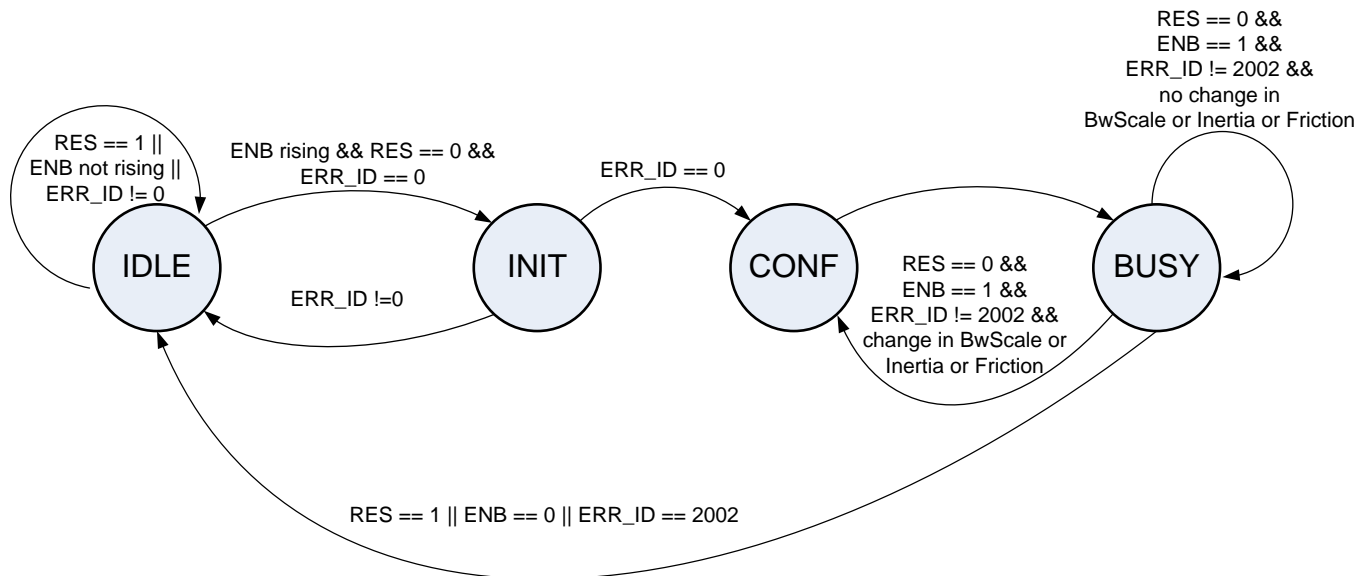 RES == 0 &&
ENB == 1 &&
ERR_ID != 2002 &&
no change in
BwScale or Inertia or Friction
RES == 1 ||
ENB not rising ||
ERR_ID != 0
ENB rising && RES == 0 &&
ERR_ID == 0
ERR_ID == 0
IDLE
INIT
CONF
BUSY
ERR_ID !=0
RES == 0 &&
ENB == 1 &&
ERR_ID != 2002 &&
change in BwScale or
Inertia or Friction
RES == 1 || ENB == 0 || ERR_ID == 2002